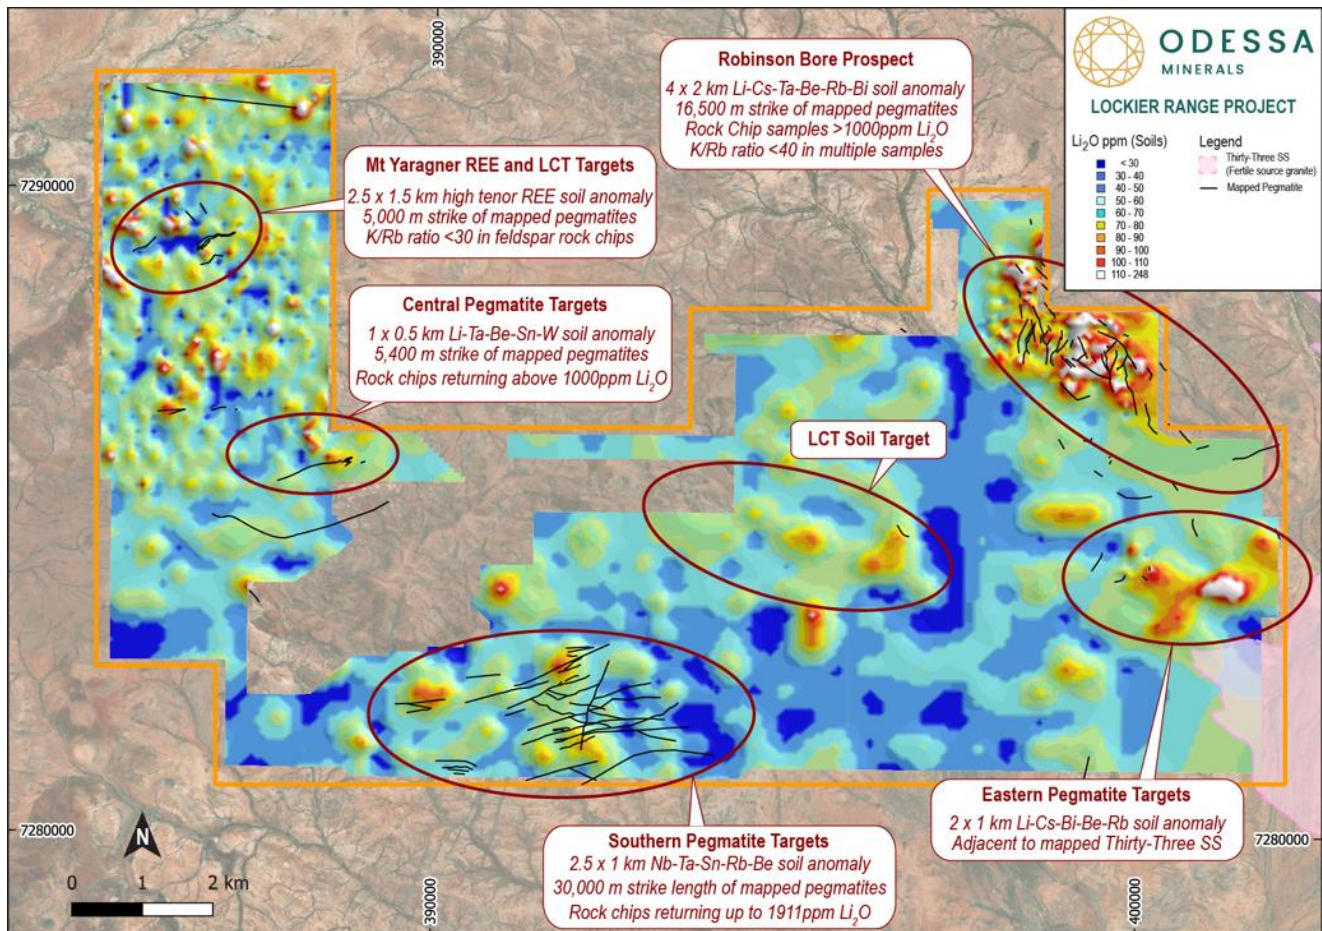 390000
ODESSA
MINERALS
LOCKIER RANGE PROJECT
Li2O ppm (Soils)
< 30
30 - 40
40 - 50
50 - 60
60 - 70
70 - 80
80 - 90
90 - 100
100 - 110
110 - 248
Legend
Thirty-Three SS
(Fertile source granite)
Mapped Pegmatite
Robinson Bore Prospect
4 x 2 km Li-Cs-Ta-Be-Rb-Bi soil anomaly
16,500 m strike of mapped pegmatites
Rock Chip samples >1000ppm Li2O
K/Rb ratio <40 in multiple samples
7290000
Mt Yaragner REE and LCT Targets
2.5 x 1.5 km high tenor REE soil anomaly
5,000 m strike of mapped pegmatites
K/Rb ratio <30 in feldspar rock chips
Central Pegmatite Targets
1 x 0.5 km Li-Ta-Be-Sn-W soil anomaly
5,400 m strike of mapped pegmatites
Rock chips returning above 1000ppm Li2O
LCT Soil Target
Eastern Pegmatite Targets
2 x 1 km Li-Cs-Bi-Be-Rb soil anomaly
Adjacent to mapped Thirty-Three SS
Southern Pegmatite Targets
2.5 x 1 km Nb-Ta-Sn-Rb-Be soil anomaly
30,000 m strike length of mapped pegmatites
Rock chips returning up to 1911ppm Li2O
7280000
N
0 1 2 km
390000
400000
7280000